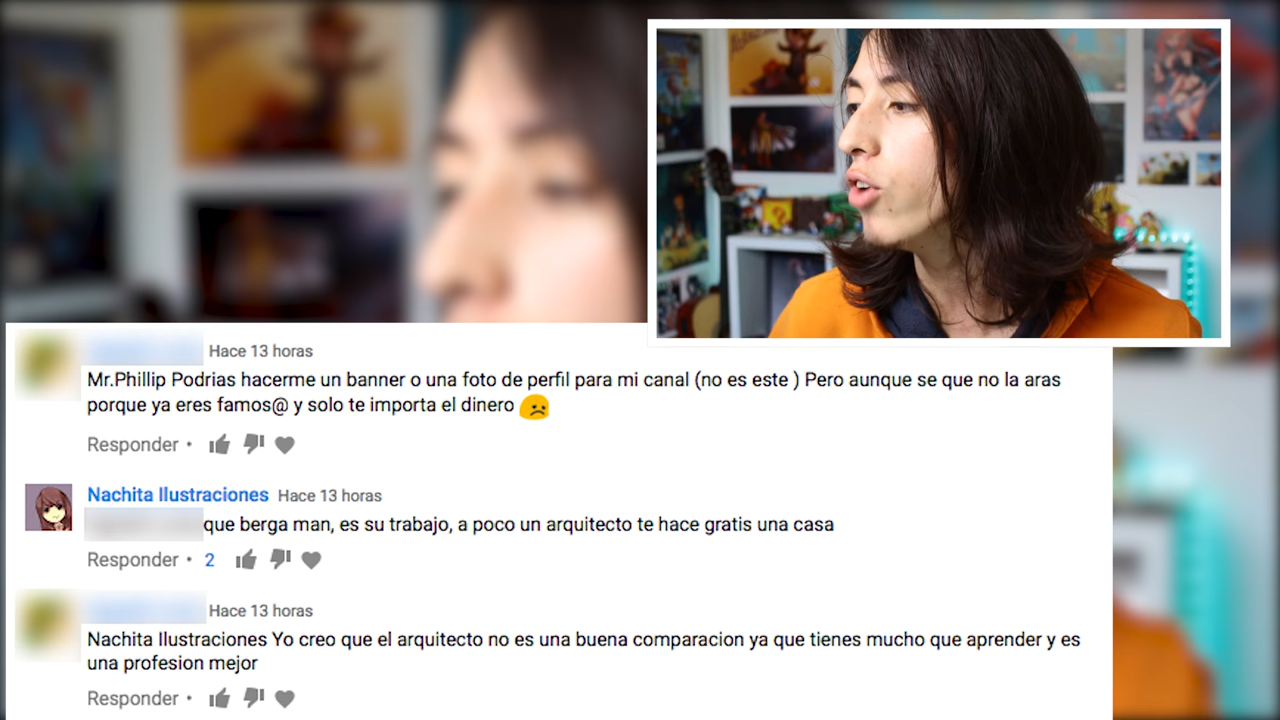 Hace 13 horas
Mr.Phillip Podrias hacerme un banner o una foto de perfil para mi canal (no es este ) Pero aunque se que no la aras
porque ya eres famos@ y solo te importa el dinero
Responder •
Nachita Ilustraciones Hace 13 horas
que berga man, es su trabajo, a poco un arquitecto te hace gratis una casa
Responder • 2
Hace 13 horas
Nachita Ilustraciones Yo creo que el arquitecto no es una buena comparacion ya que tienes mucho que aprender y es
una profesion mejor
Responder •